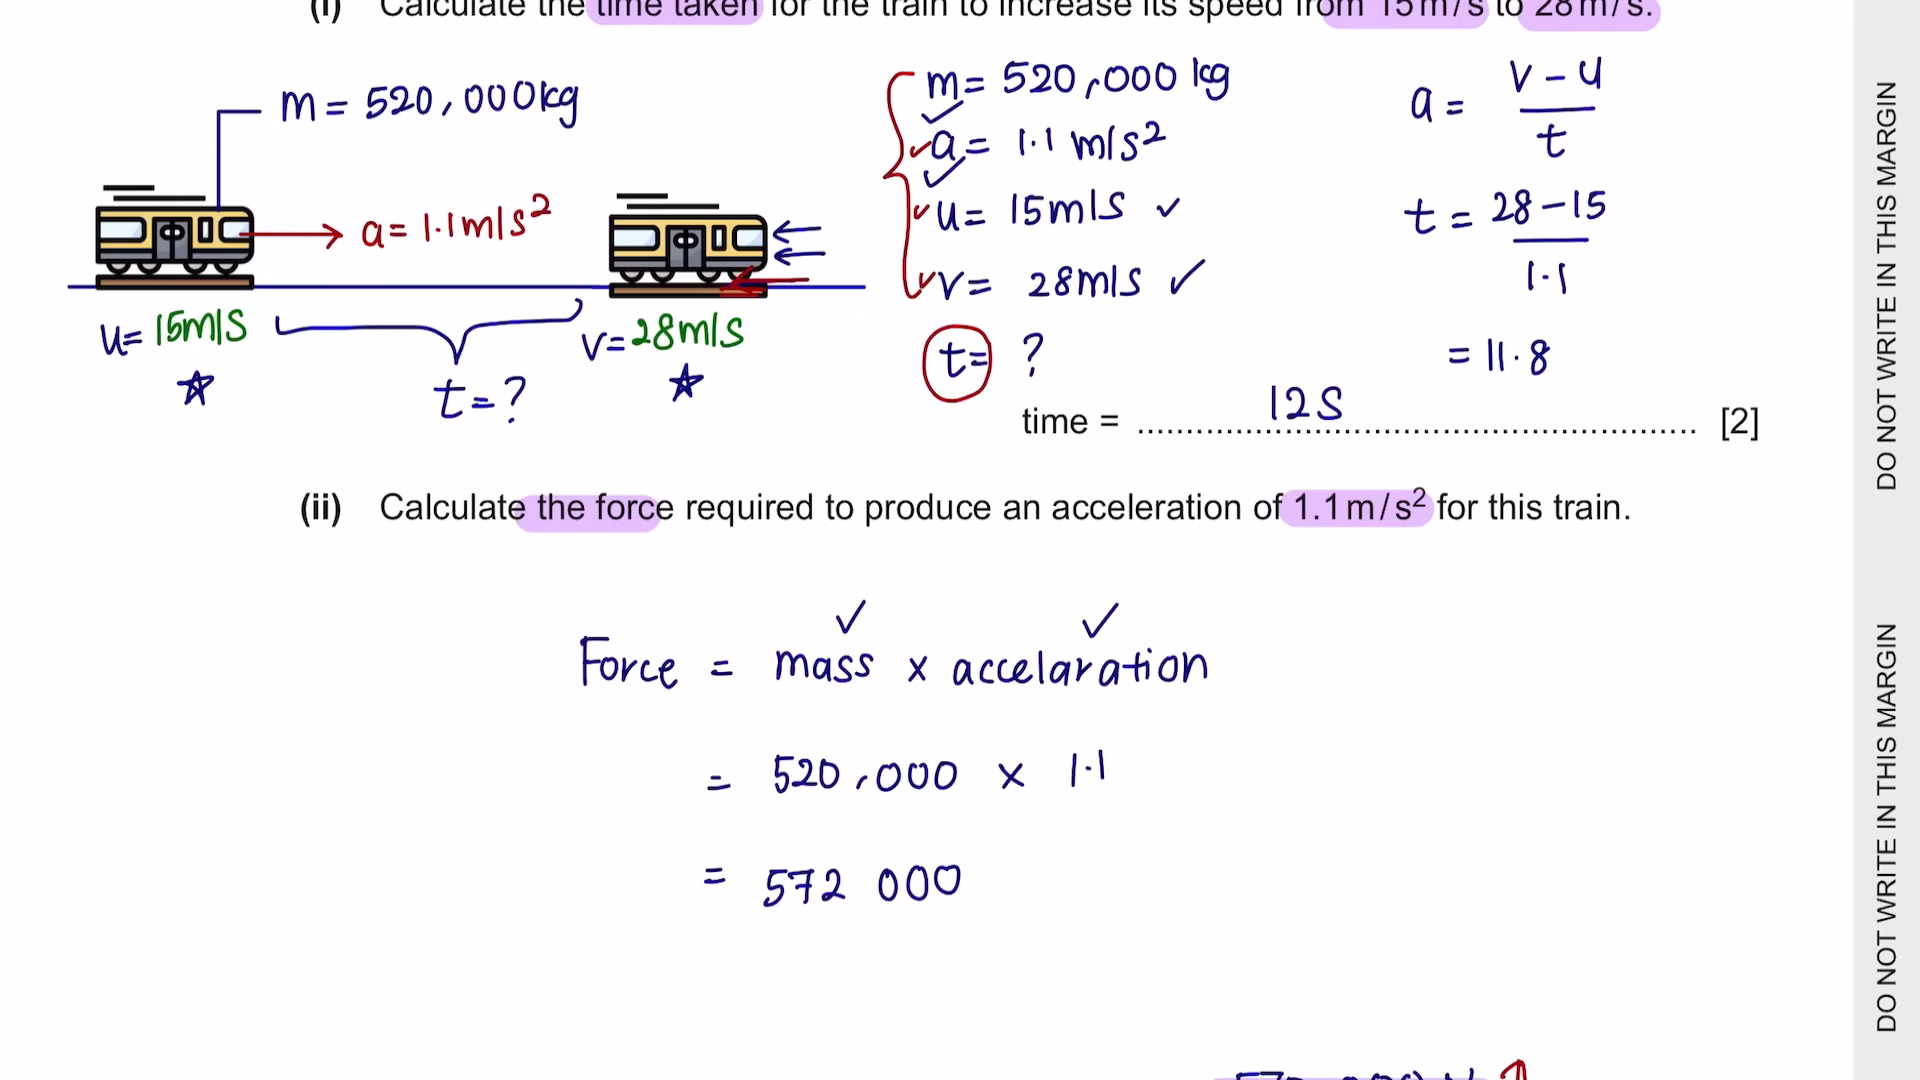 (i) Calculate the time taken for the train to increase its speed from 15 m/s to 28 m/s.
m = 520,000kg
a = 1.1m/s²
u= 15m/s
v= 28m/s
t=?
m= 520,000 kg
a= 1.1 m/s²
u= 15m/s
v= 28m/s
t= ?
a = v-u
t
t = 28-15
1.1
= 11.8
12s
time = ........................................................ [2]
(ii) Calculate the force required to produce an acceleration of 1.1 m/s² for this train.
Force = mass x accelaration
= 520,000 x 1.1
= 572 000
DO NOT WRITE IN THIS MARGIN
DO NOT WRITE IN THIS MARGIN